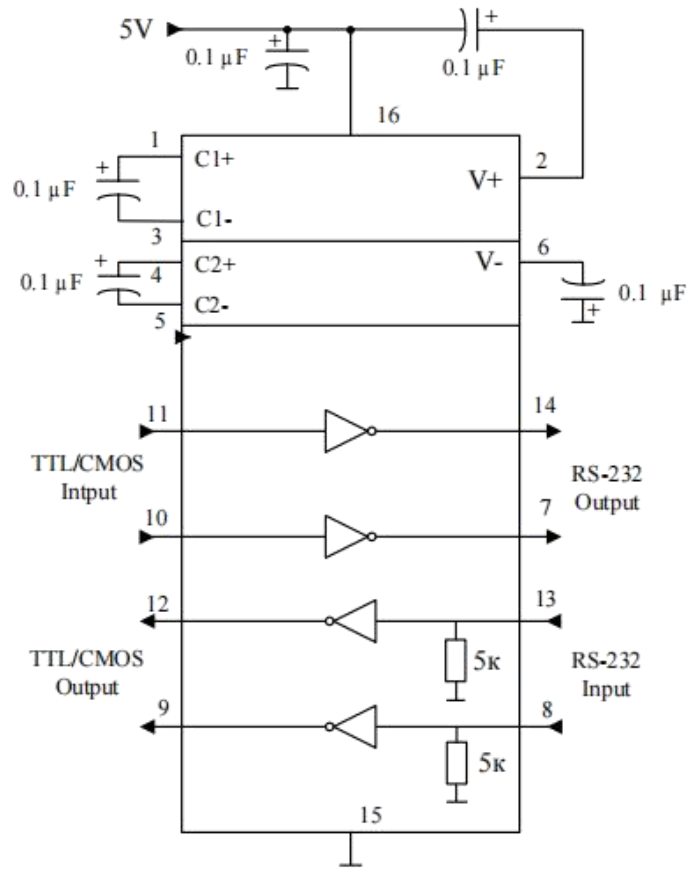 5V
0.1 μF
+
+
0.1 μF
16
1
C1+
V+
2
+
0.1 μF
C1-
3
C2+
V-
6
+
0.1 μF
4
C2-
5
0.1 μF
+
11
14
TTL/CMOS
Intput
RS-232
Output
10
7
12
13
TTL/CMOS
Output
5к
RS-232
Input
9
8
5к
15